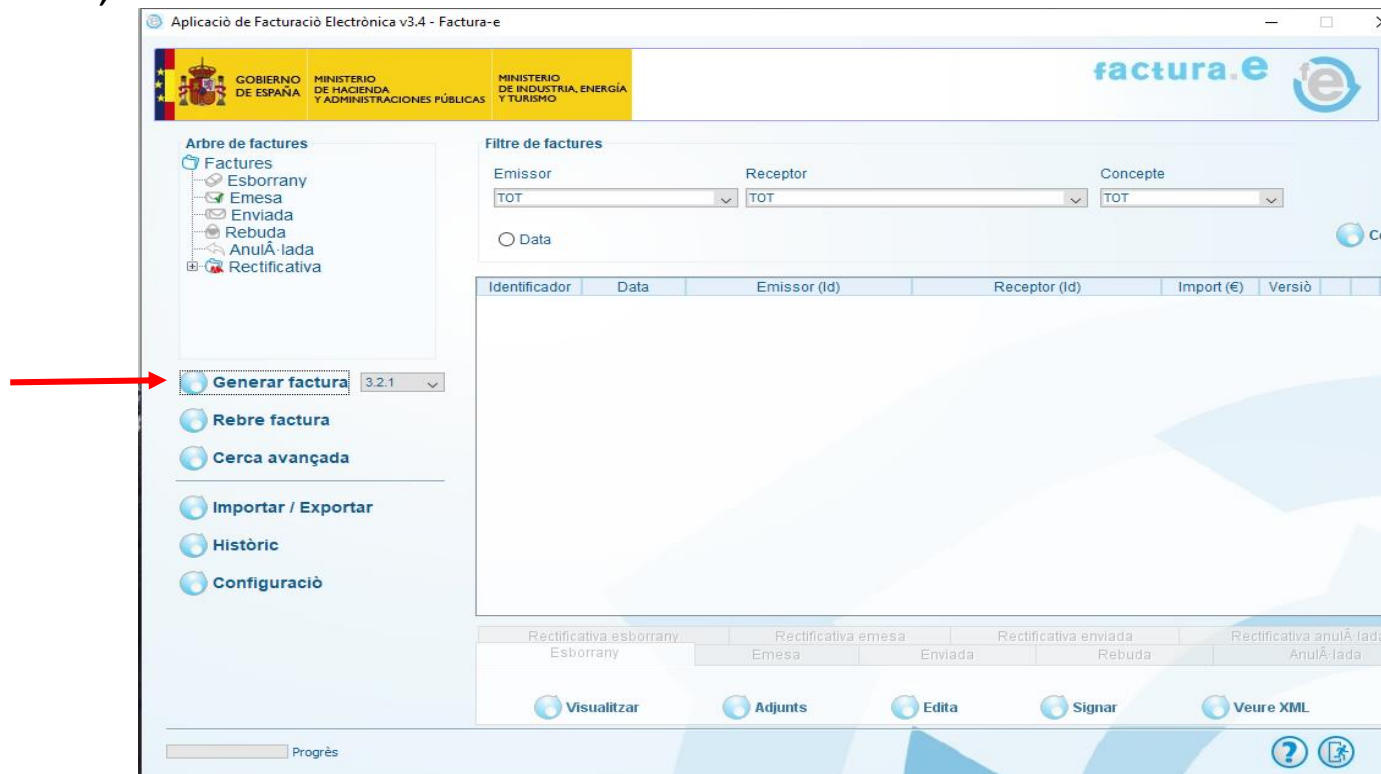 )
Aplicaciò de Facturaciò Electrònica v3.4 - Factura-e
GOBIERNO DE ESPAÑA
MINISTERIO DE HACIENDA Y ADMINISTRACIONES PÚBLICAS
MINISTERIO DE INDUSTRIA, ENERGÍA Y TURISMO
factura.e
fe
Arbre de factures
Factures
Esborrany
Emesa
Enviada
Rebuda
AnulÂ·lada
Rectificativa
Filtre de factures
Emissor Receptor Concepte
TOT TOT TOT
Data
Identificador Data Emissor (Id) Receptor (Id) Import (€) Versiò
Generar factura 3.2.1
Rebre factura
Cerca avançada
Importar / Exportar
Històric
Configuraciò
Rectificativa esborrany Rectificativa emesa Rectificativa enviada Rectificativa anulÂ·lada
Esborrany Emesa Enviada Rebuda AnulÂ·lada
Visualitzar Adjunts Edita Signar Veure XML
Progrès
?